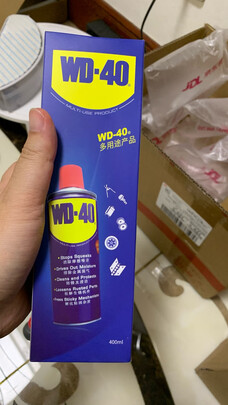 WD-40
MULTI-USE PRODUCT
WD-40®
多用途产品
WD-40
•Stops Squeaks
•Drives Out Moisture
•Cleans and Protects
•Loosens Rusted Parts
•Frees Sticky Mechanisms
400ml
JDL